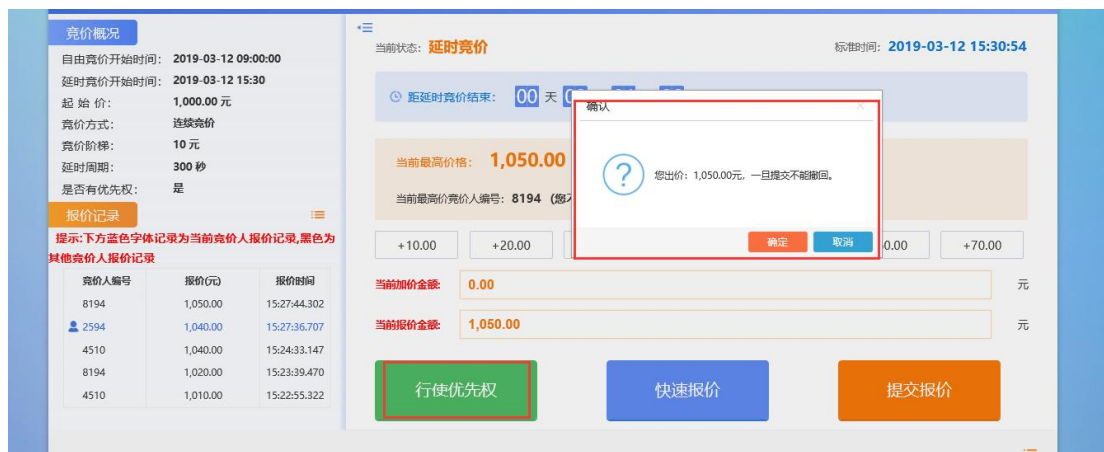 竞价概况
自由竞价开始时间： 2019-03-12 09:00:00
延时竞价开始时间： 2019-03-12 15:30
起 始 价： 1,000.00 元
竞价方式： 连续竞价
竞价阶梯： 10 元
延时周期： 300 秒
是否有优先权： 是
报价记录
提示:下方蓝色字体记录为当前竞价人报价记录,黑色为
其他竞价人报价记录
竞价人编号 报价(元) 报价时间
8194 1,050.00 15:27:44.302
2594 1,040.00 15:27:36.707
4510 1,040.00 15:24:33.147
8194 1,020.00 15:23:39.470
4510 1,010.00 15:22:55.322
当前状态: 延时竞价
标准时间: 2019-03-12 15:30:54
距延时竞价结束： 00 天
当前最高价格: 1,050.00
当前最高价竞价人编号: 8194
确认
您出价：1,050.00元，一旦提交不能撤回。
确定 取消
+10.00 +20.00 +70.00
当前加价金额: 0.00 元
当前报价金额: 1,050.00 元
行使优先权 快速报价 提交报价